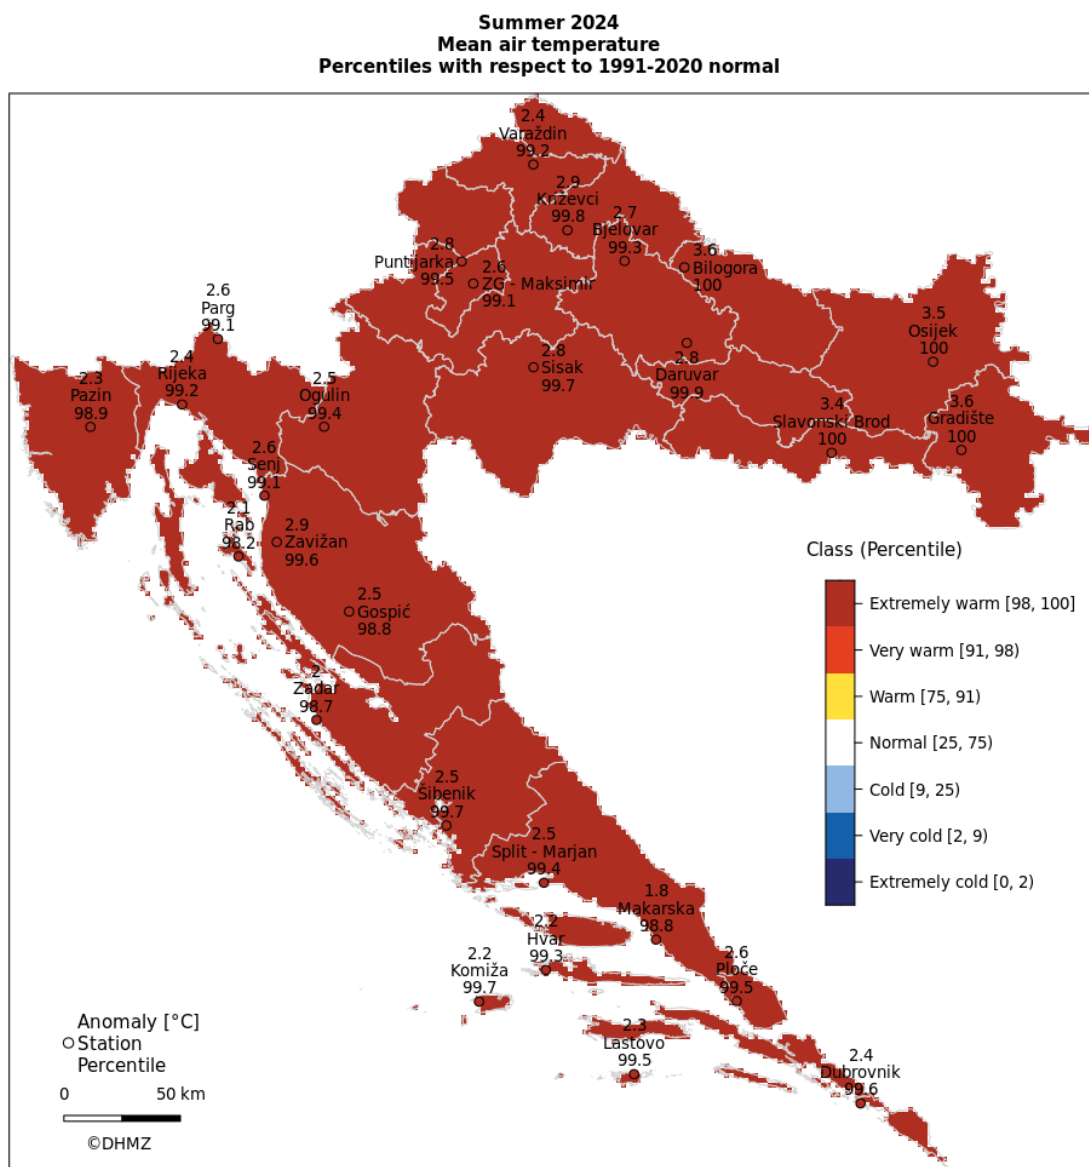 Summer 2024
Mean air temperature
Percentiles with respect to 1991-2020 normal
2.4
Varaždin
99.2
2.9
Križevci
99.8
2.7
Bjelovar
99.3
2.8
Puntijarka
99.5
2.6
ZG - Maksimir
99.1
3.6
Bilogora
100
2.6
Parg
99.1
3.5
Osijek
100
2.4
Rijeka
99.2
2.3
Pazin
98.9
2.5
Ogulin
99.4
2.8
Sisak
99.7
2.8
Daruvar
99.9
3.4
Slavonski Brod
100
3.6
Gradište
100
2.6
Senj
99.1
2.1
Rab
98.2
2.9
Zavižan
99.6
2.5
Gospić
98.8
2
Zadar
98.7
2.5
Šibenik
99.7
2.5
Split - Marjan
99.4
1.8
Makarska
98.8
2.2
Hvar
99.3
2.2
Komiža
99.7
2.6
Ploče
99.5
2.3
Lastovo
99.5
2.4
Dubrovnik
99.6
Class (Percentile)
Extremely warm [98, 100]
Very warm [91, 98)
Warm [75, 91)
Normal [25, 75)
Cold [9, 25)
Very cold [2, 9)
Extremely cold [0, 2)
Anomaly [°C]
Station
Percentile
0 50 km
©DHMZ